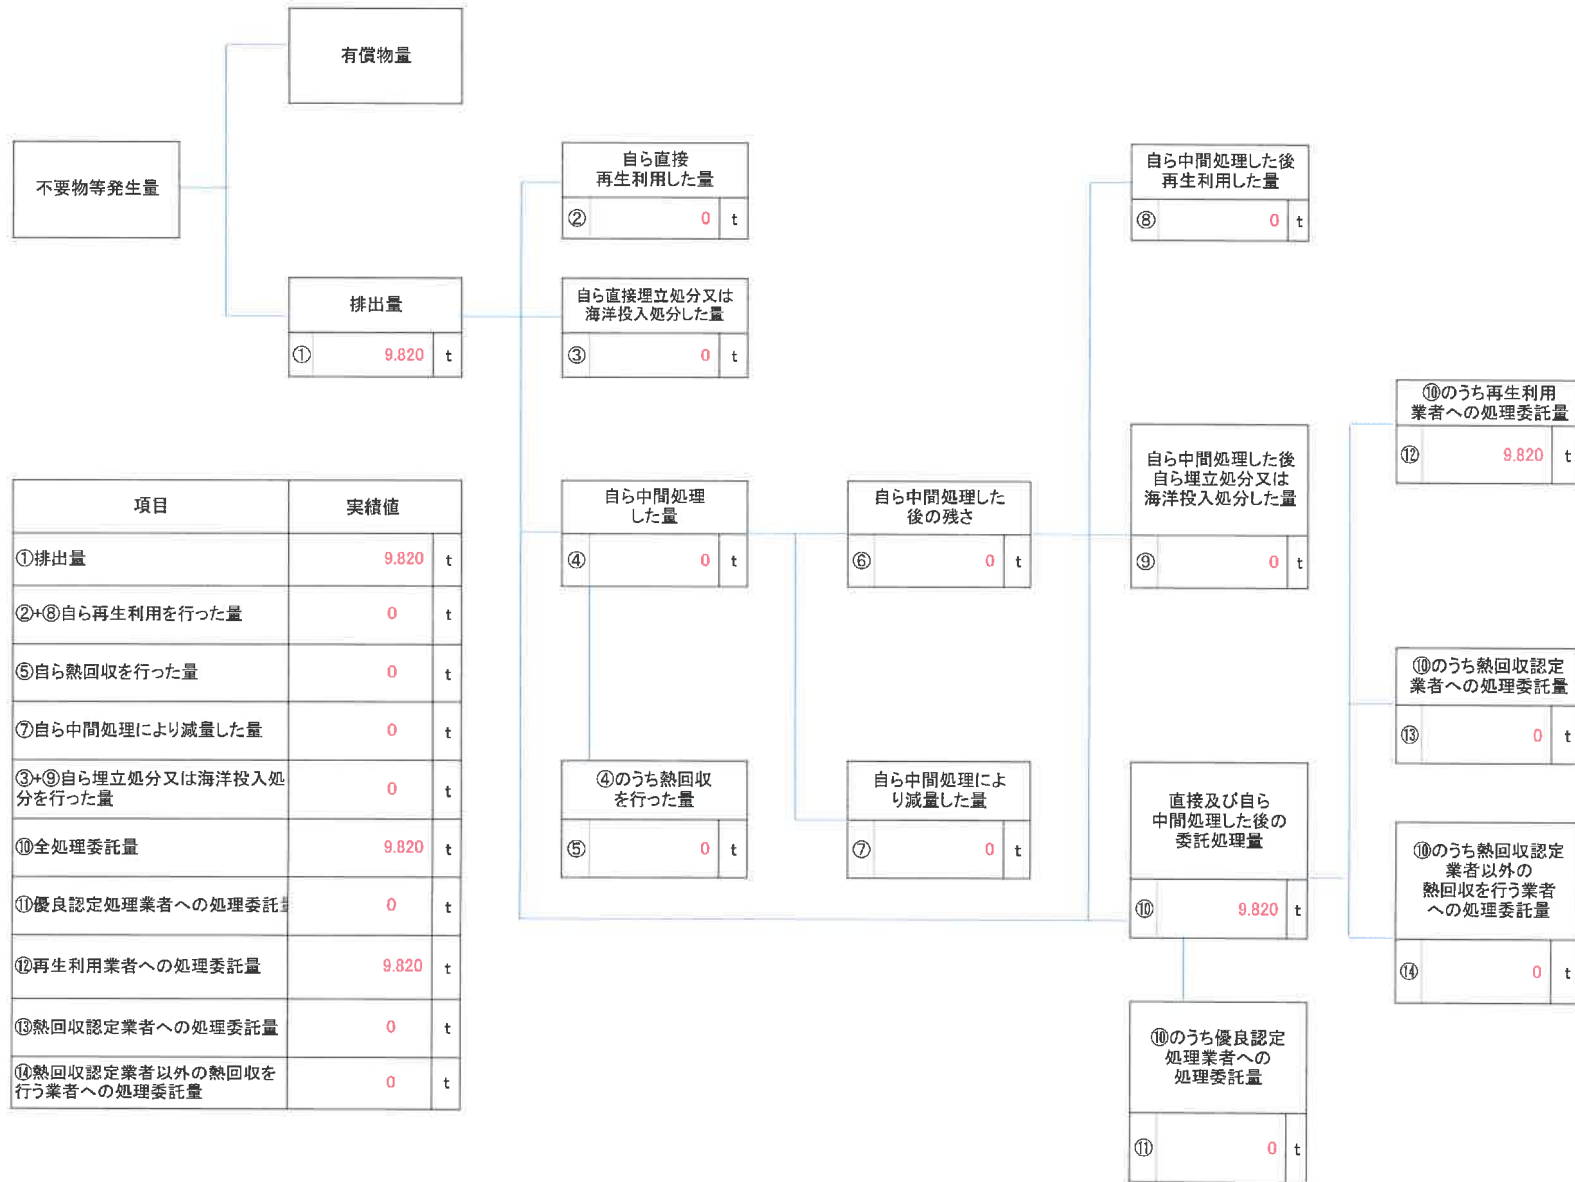 有償物量
不要物等発生量
排出量
① 9.820 t
自ら直接
再生利用した量
② 0 t
自ら直接埋立処分又は
海洋投入処分した量
③ 0 t
自ら中間処理
した量
④ 0 t
④のうち熱回収
を行った量
⑤ 0 t
自ら中間処理した
後の残さ
⑥ 0 t
自ら中間処理によ
り減量した量
⑦ 0 t
自ら中間処理した後
再生利用した量
⑧ 0 t
自ら中間処理した後
自ら埋立処分又は
海洋投入処分した量
⑨ 0 t
直接及び自ら
中間処理した後の
委託処理量
⑩ 9.820 t
⑩のうち優良認定
処理業者への
処理委託量
⑪ 0 t
⑩のうち再生利用
業者への処理委託量
⑫ 9.820 t
⑩のうち熱回収認定
業者への処理委託量
⑬ 0 t
⑩のうち熱回収認定
業者以外の
熱回収を行う業者
への処理委託量
⑭ 0 t
項目 実績値
①排出量 9.820 t
②+⑧自ら再生利用を行った量 0 t
⑤自ら熱回収を行った量 0 t
⑦自ら中間処理により減量した量 0 t
③+⑨自ら埋立処分又は海洋投入処
分を行った量 0 t
⑩全処理委託量 9.820 t
⑪優良認定処理業者への処理委託 0 t
⑫再生利用業者への処理委託量 9.820 t
⑬熱回収認定業者への処理委託量 0 t
⑭熱回収認定業者以外の熱回収を
行う業者への処理委託量 0 t